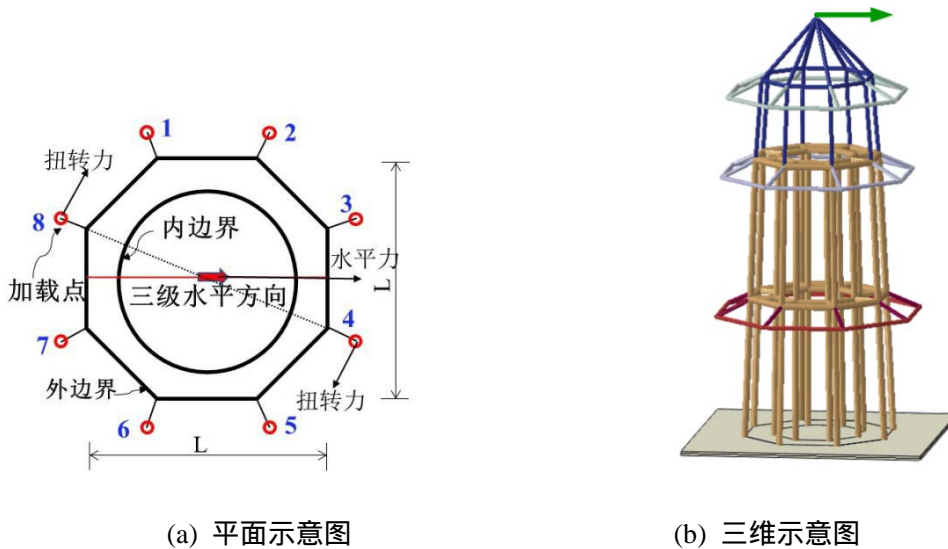 1
2
扭转力
3
8
内边界
水平力
加载点
三级水平方向
L
4
7
外边界
扭转力
6
5
L
(a) 平面示意图
(b) 三维示意图